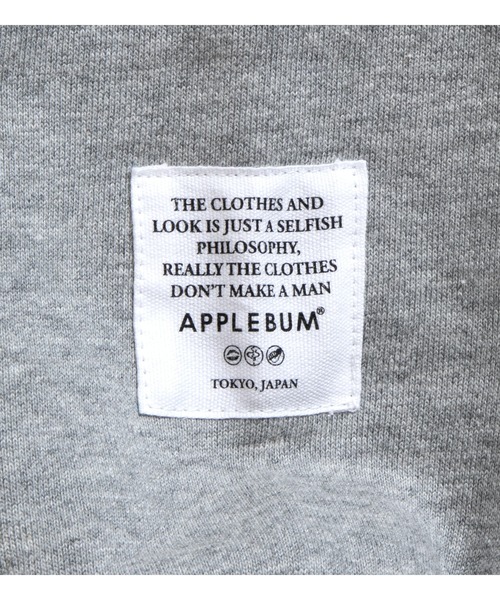 THE CLOTHES AND
LOOK IS JUST A SELFISH
PHILOSOPHY,
REALLY THE CLOTHES
DON'T MAKE A MAN
APPLEBUM®
TOKYO, JAPAN